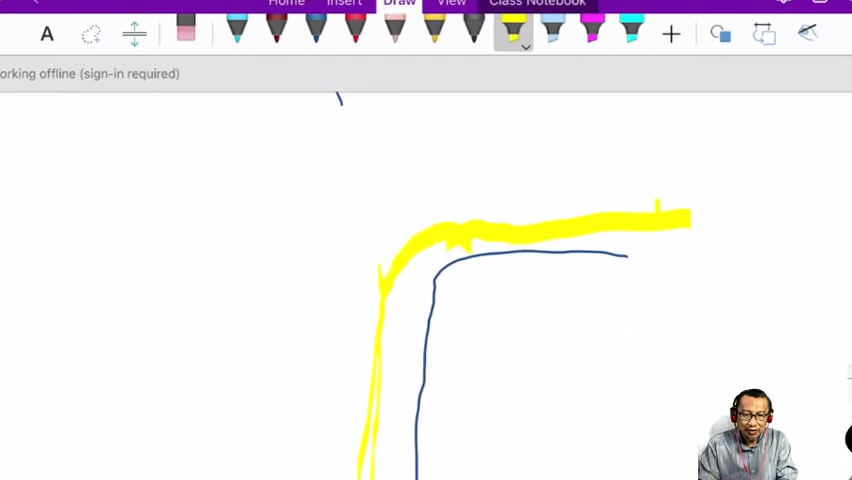 Home Insert Draw View Class Notebook
A
orking offline (sign-in required)